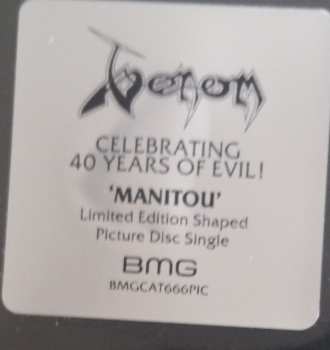 Venom
CELEBRATING
40 YEARS OF EVIL!
'MANITOU'
Limited Edition Shaped
Picture Disc Single
BMG
BMGCAT666PIC